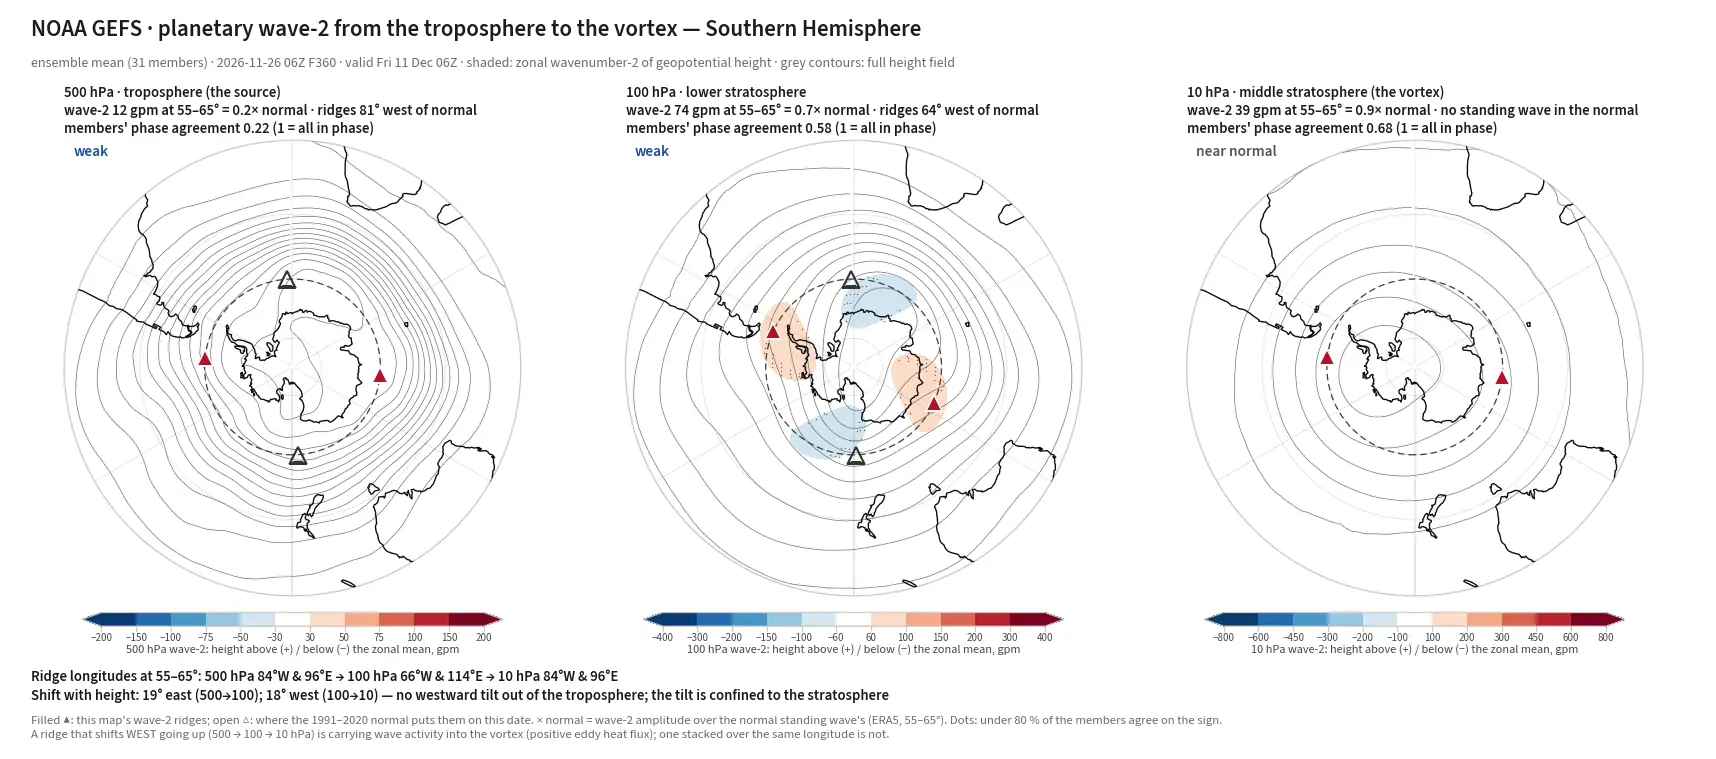 NOAA GEFS · planetary wave-2 from the troposphere to the vortex — Southern Hemisphere
ensemble mean (31 members) · 2026-11-26 06Z F360 · valid Fri 11 Dec 06Z · shaded: zonal wavenumber-2 of geopotential height · grey contours: full height field
500 hPa · troposphere (the source)
wave-2 12 gpm at 55–65° = 0.2× normal · ridges 81° west of normal
members' phase agreement 0.22 (1 = all in phase)
weak
100 hPa · lower stratosphere
wave-2 74 gpm at 55–65° = 0.7× normal · ridges 64° west of normal
members' phase agreement 0.58 (1 = all in phase)
weak
10 hPa · middle stratosphere (the vortex)
wave-2 39 gpm at 55–65° = 0.9× normal · no standing wave in the normal
members' phase agreement 0.68 (1 = all in phase)
near normal
−200 −150 −100 −75 −50 −30 30 50 75 100 150 200
500 hPa wave-2: height above (+) / below (−) the zonal mean, gpm
−400 −300 −200 −150 −100 −60 60 100 150 200 300 400
100 hPa wave-2: height above (+) / below (−) the zonal mean, gpm
−800 −600 −450 −300 −200 −100 100 200 300 450 600 800
10 hPa wave-2: height above (+) / below (−) the zonal mean, gpm
Ridge longitudes at 55–65°: 500 hPa 84°W & 96°E → 100 hPa 66°W & 114°E → 10 hPa 84°W & 96°E
Shift with height: 19° east (500→100); 18° west (100→10) — no westward tilt out of the troposphere; the tilt is confined to the stratosphere
Filled ▲: this map's wave-2 ridges; open △: where the 1991–2020 normal puts them on this date. × normal = wave-2 amplitude over the normal standing wave's (ERA5, 55–65°). Dots: under 80 % of the members agree on the sign.
A ridge that shifts WEST going up (500 → 100 → 10 hPa) is carrying wave activity into the vortex (positive eddy heat flux); one stacked over the same longitude is not.